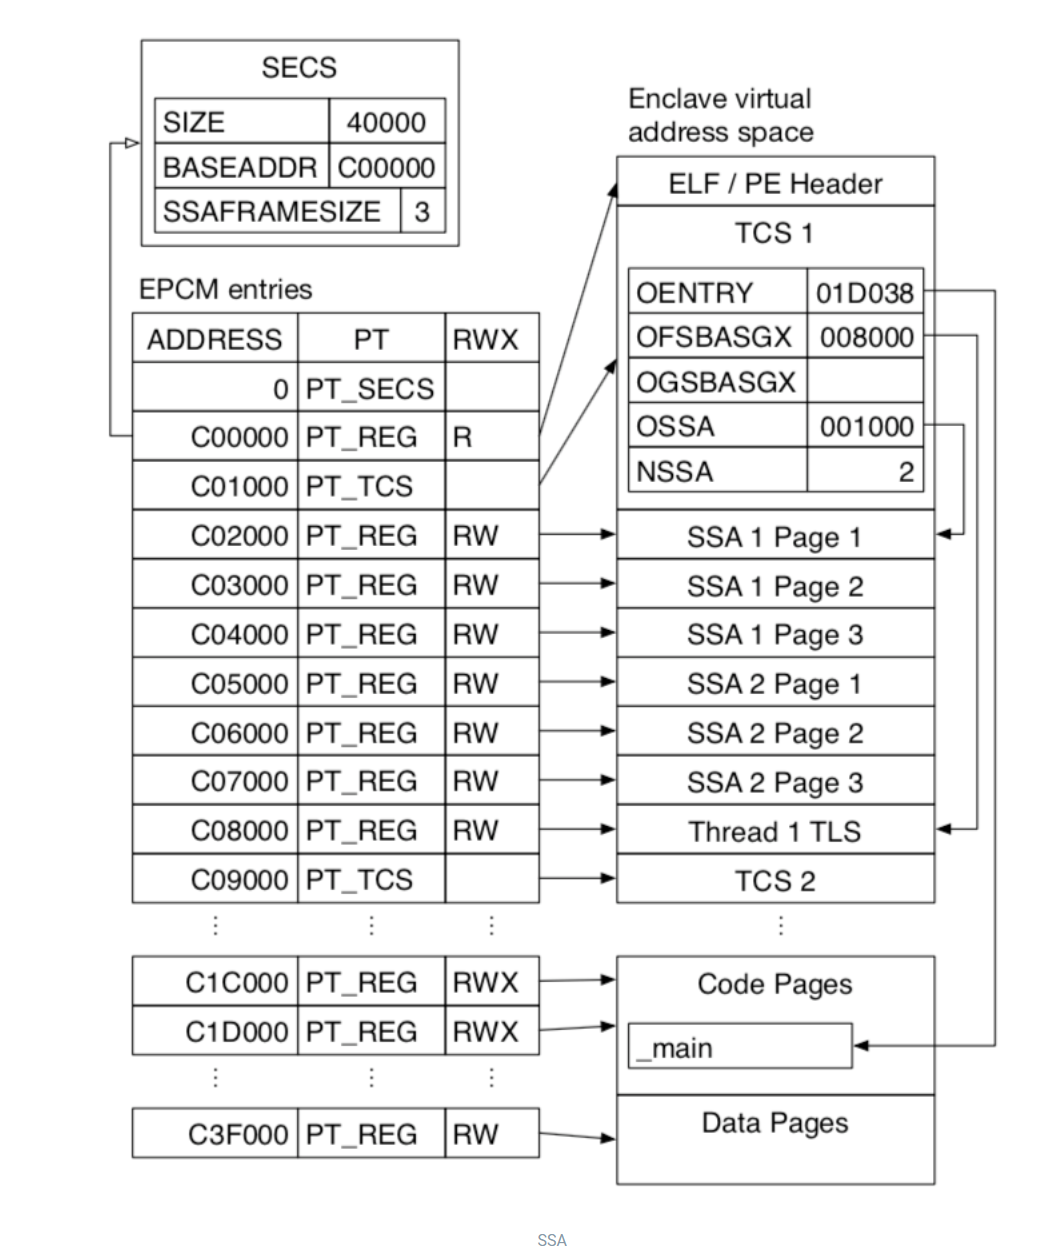 SECS
SIZE 40000
BASEADDR C00000
SSAFRAMESIZE 3
EPCM entries
ADDRESS PT RWX
0 PT_SECS
C00000 PT_REG R
C01000 PT_TCS
C02000 PT_REG RW
C03000 PT_REG RW
C04000 PT_REG RW
C05000 PT_REG RW
C06000 PT_REG RW
C07000 PT_REG RW
C08000 PT_REG RW
C09000 PT_TCS
⋮ ⋮ ⋮
C1C000 PT_REG RWX
C1D000 PT_REG RWX
⋮ ⋮ ⋮
C3F000 PT_REG RW
Enclave virtual
address space
ELF / PE Header
TCS 1
OENTRY 01D038
OFSBASGX 008000
OGSBASGX
OSSA 001000
NSSA 2
SSA 1 Page 1
SSA 1 Page 2
SSA 1 Page 3
SSA 2 Page 1
SSA 2 Page 2
SSA 2 Page 3
Thread 1 TLS
TCS 2
⋮
Code Pages
_main
Data Pages
SSA